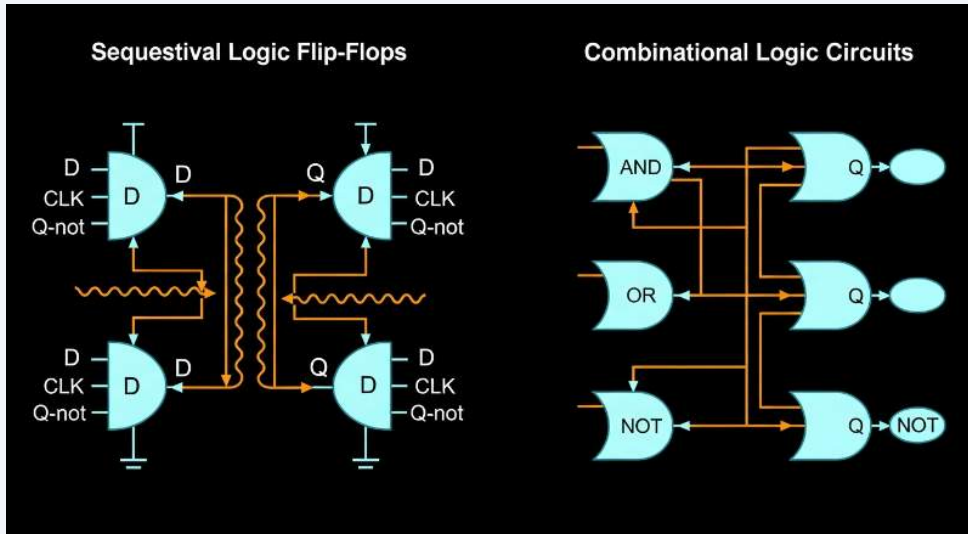 Sequestival Logic Flip-Flops
D
CLK
Q-not
D
D
Q
D
D
CLK
Q-not
D
CLK
Q-not
D
D
Q
D
D
CLK
Q-not
Combinational Logic Circuits
AND
Q
OR
Q
NOT
Q
NOT